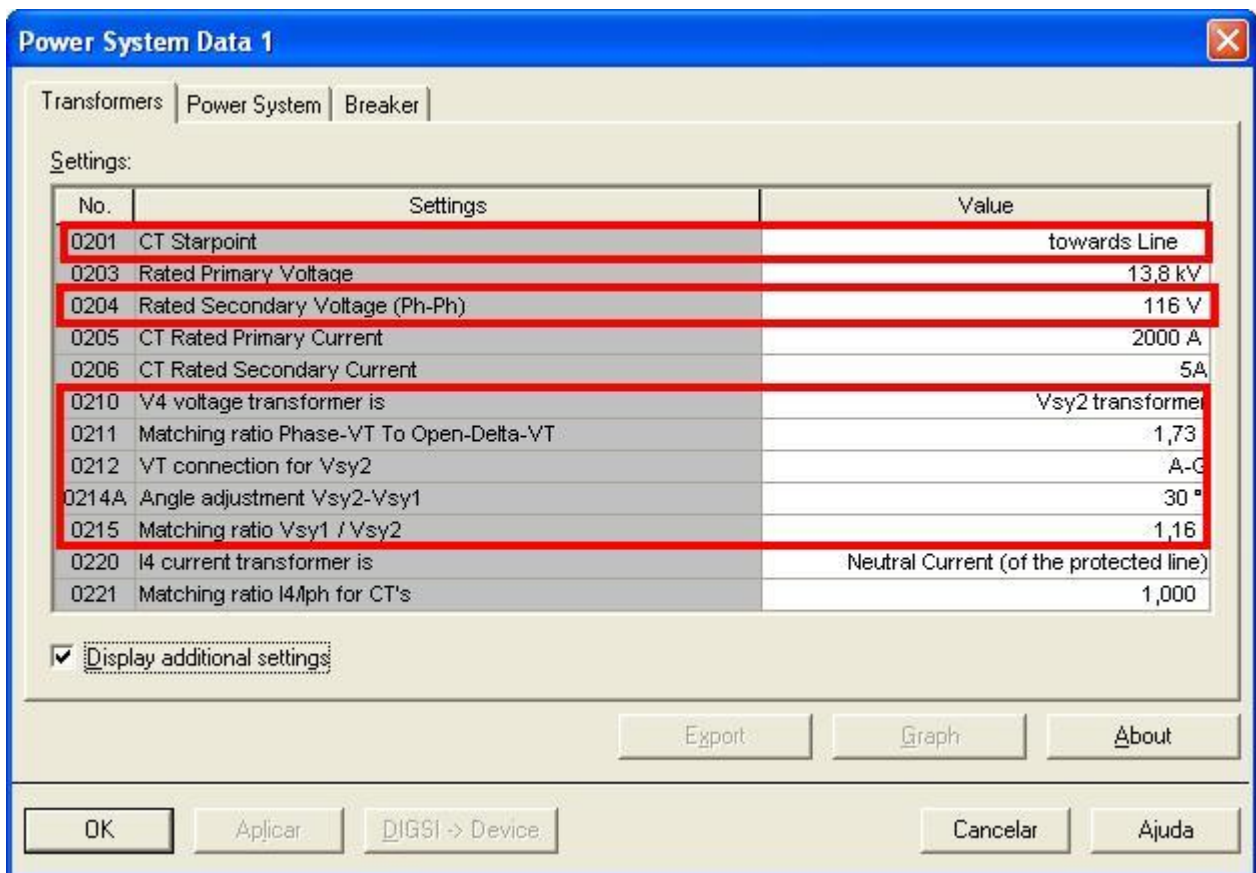 Power System Data 1
Transformers Power System Breaker
Settings:
No. Settings Value
0201 CT Starpoint towards Line
0203 Rated Primary Voltage 13,8 kV
0204 Rated Secondary Voltage (Ph-Ph) 116 V
0205 CT Rated Primary Current 2000 A
0206 CT Rated Secondary Current 5A
0210 V4 voltage transformer is Vsy2 transformer
0211 Matching ratio Phase-VT To Open-Delta-VT 1,73
0212 VT connection for Vsy2 A-G
0214A Angle adjustment Vsy2-Vsy1 30 °
0215 Matching ratio Vsy1 / Vsy2 1,16
0220 I4 current transformer is Neutral Current (of the protected line)
0221 Matching ratio I4/Iph for CT's 1,000
Display additional settings
Export Graph About
OK Aplicar DIGSI -> Device Cancelar Ajuda